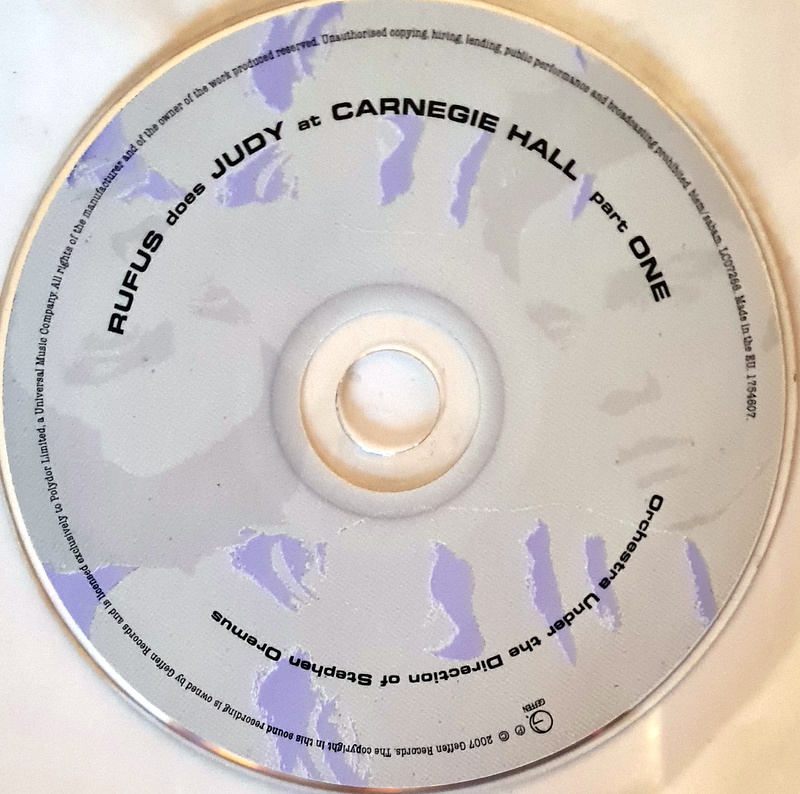 RUFUS does JUDY at CARNEGIE HALL part ONE
Orchestra Under the Direction of Stephen Oremus
GEFFEN
℗ © 2007 Geffen Records. The copyright in this sound recording is owned by Geffen Records and is licensed exclusively to Polydor Limited, a Universal Music Company. All rights of the manufacturer and of the owner of the work produced reserved. Unauthorised copying, hiring, lending, public performance and broadcasting prohibited. biem/sabam. LC07266. Made in the EU. 1754607.